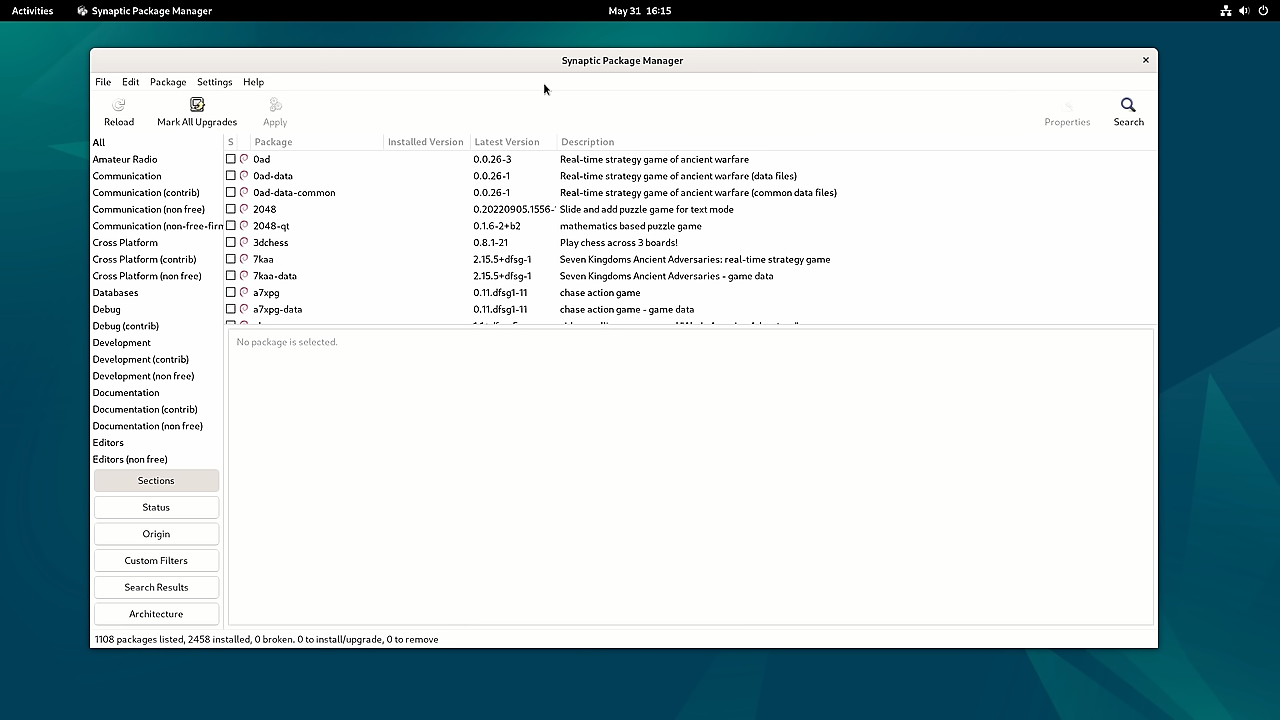 Activities Synaptic Package Manager May 31 16:15
Synaptic Package Manager
File Edit Package Settings Help
Reload Mark All Upgrades Apply Properties Search
S Package Installed Version Latest Version Description
All
Amateur Radio
Communication
Communication (contrib)
Communication (non free)
Communication (non-free-firm
Cross Platform
Cross Platform (contrib)
Cross Platform (non free)
Databases
Debug
Debug (contrib)
Development
Development (contrib)
Development (non free)
Documentation
Documentation (contrib)
Documentation (non free)
Editors
Editors (non free)
0ad 0.0.26-3 Real-time strategy game of ancient warfare
0ad-data 0.0.26-1 Real-time strategy game of ancient warfare (data files)
0ad-data-common 0.0.26-1 Real-time strategy game of ancient warfare (common data files)
2048 0.20220905.1556- Slide and add puzzle game for text mode
2048-qt 0.1.6-2+b2 mathematics based puzzle game
3dchess 0.8.1-21 Play chess across 3 boards!
7kaa 2.15.5+dfsg-1 Seven Kingdoms Ancient Adversaries: real-time strategy game
7kaa-data 2.15.5+dfsg-1 Seven Kingdoms Ancient Adversaries - game data
a7xpg 0.11.dfsg1-11 chase action game
a7xpg-data 0.11.dfsg1-11 chase action game - game data
No package is selected.
Sections
Status
Origin
Custom Filters
Search Results
Architecture
1108 packages listed, 2458 installed, 0 broken. 0 to install/upgrade, 0 to remove